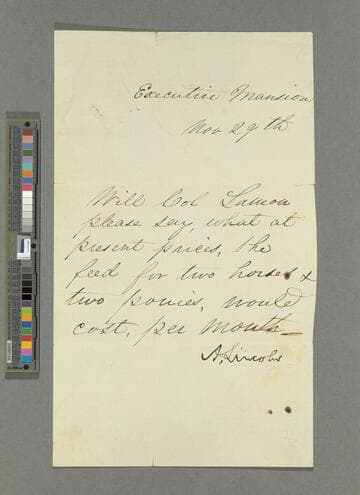 Executive Mansion
Nov 29th
Will Col Lamon
please say, what at
present prices, the
feed for two horses &
two ponies, would
cost, per month—
A. Lincoln